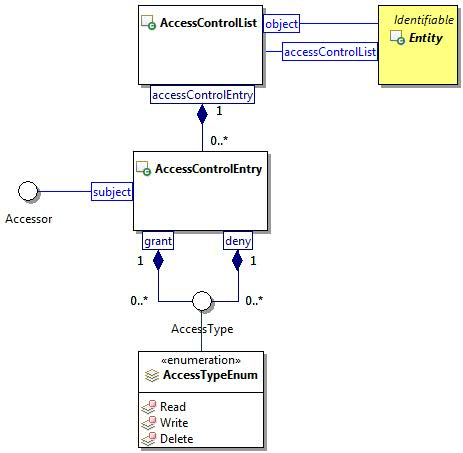 AccessControlList
object
Identifiable
Entity
accessControlList
accessControlEntry
1
0..*
AccessControlEntry
subject
Accessor
grant
deny
1
1
0..*
0..*
AccessType
«enumeration»
AccessTypeEnum
Read
Write
Delete